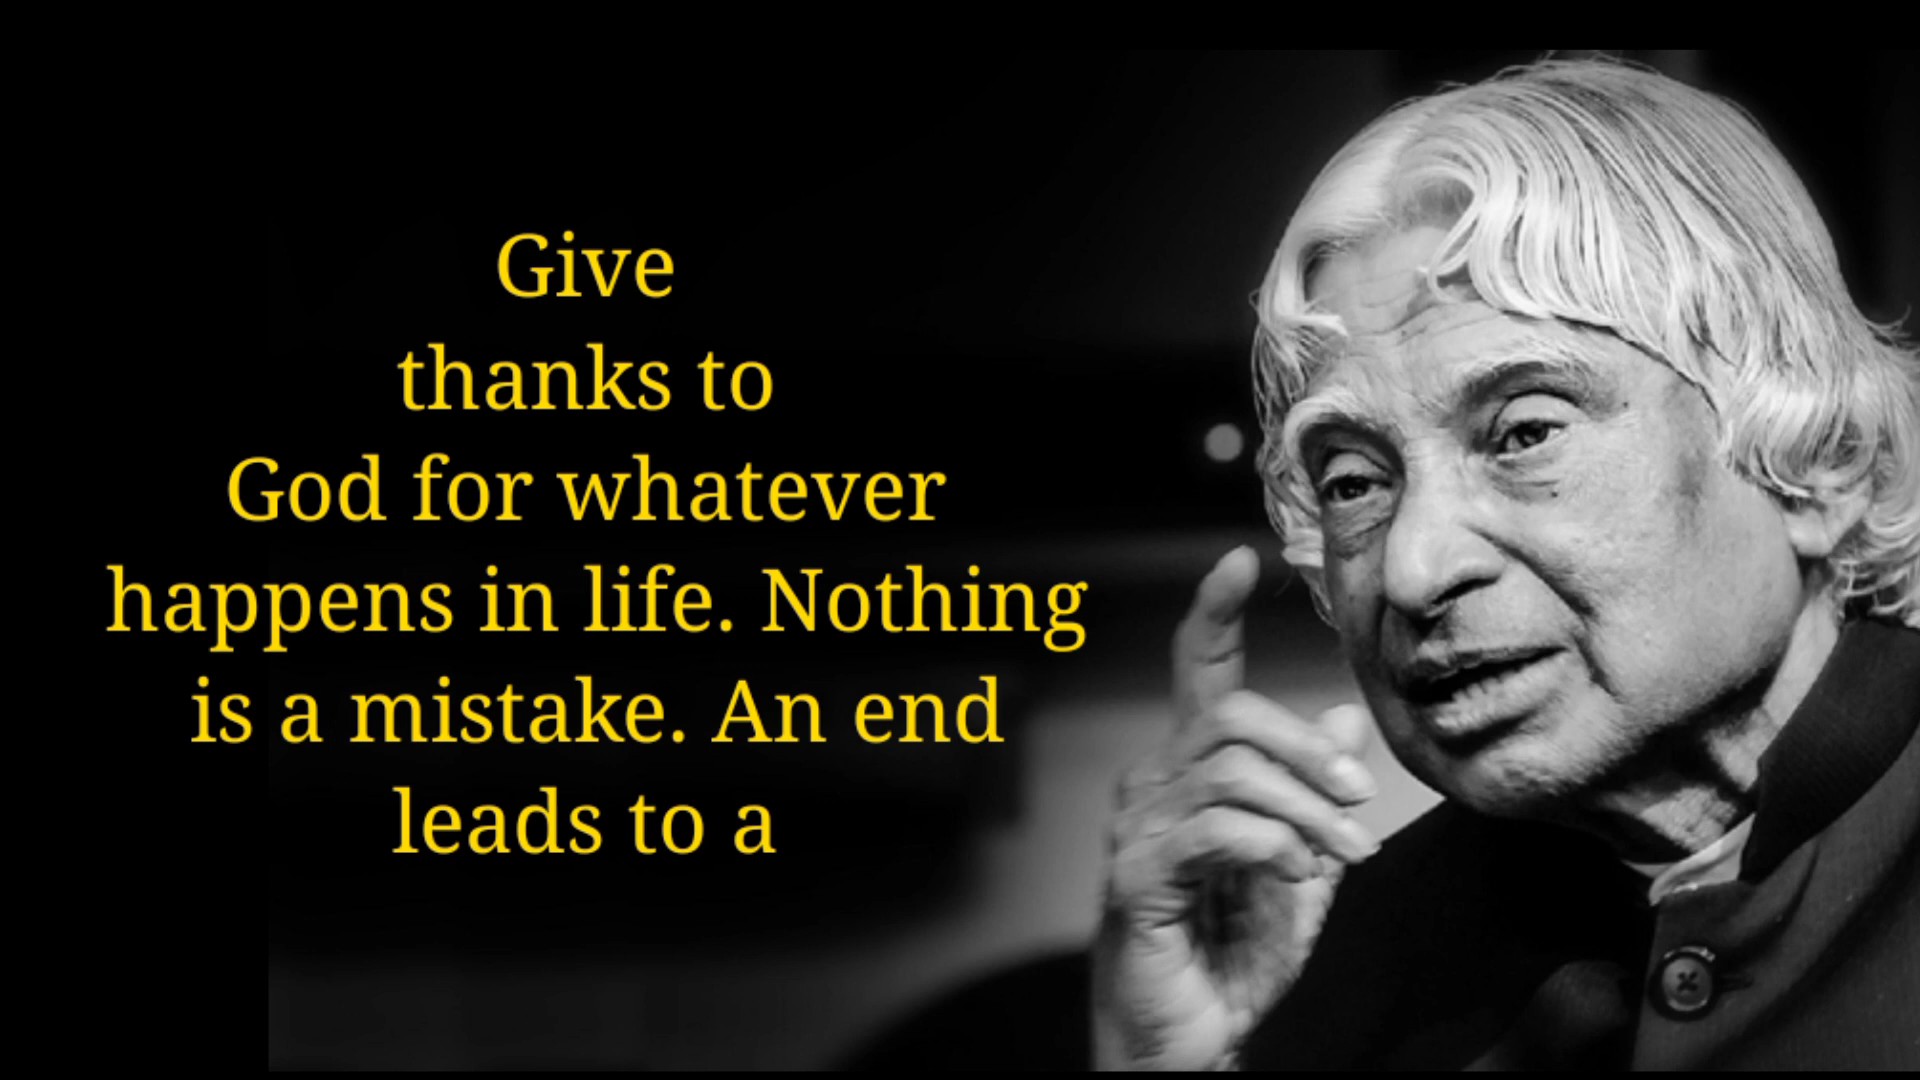 Give
thanks to
God for whatever
happens in life. Nothing
is a mistake. An end
leads to a